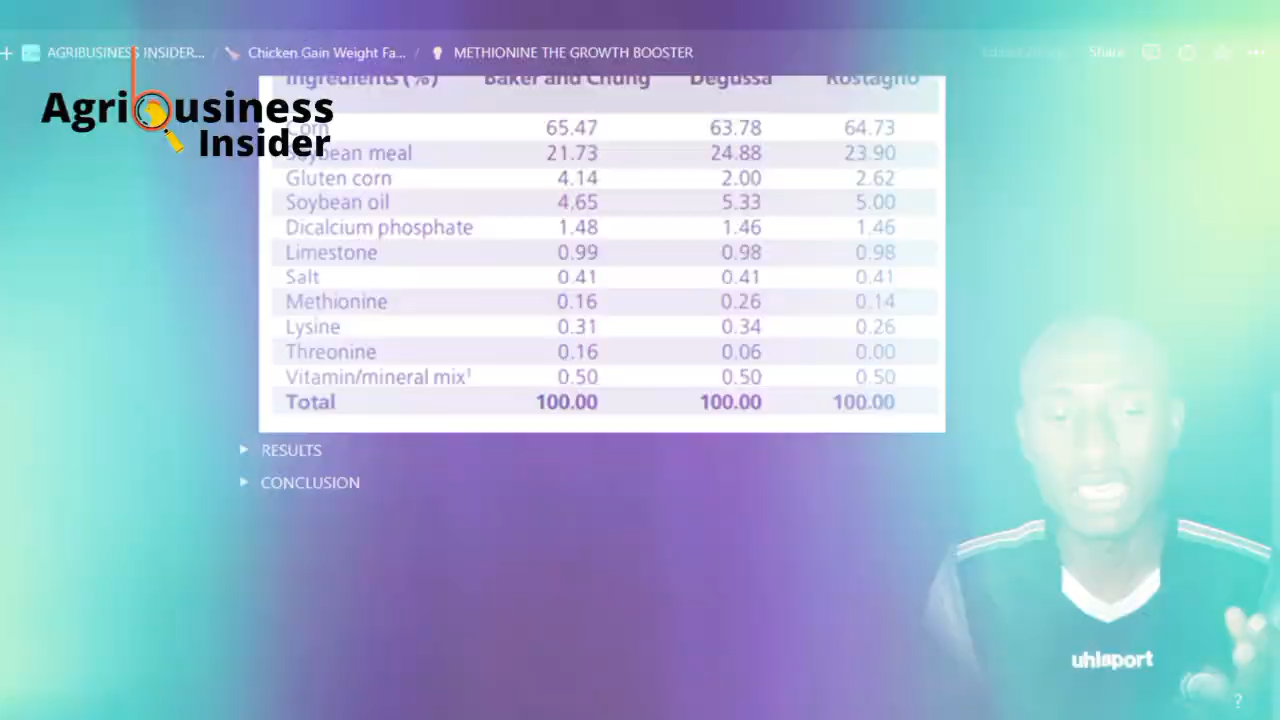 + AGRIBUSINESS INSIDER... / Chicken Gain Weight Fa... / METHIONINE THE GROWTH BOOSTER Share
Agribusiness
Insider
Ingredients (%) Baker and Chung Degussa Rostagno
Corn 65.47 63.78 64.73
Soybean meal 21.73 24.88 23.90
Gluten corn 4.14 2.00 2.62
Soybean oil 4.65 5.33 5.00
Dicalcium phosphate 1.48 1.46 1.46
Limestone 0.99 0.98 0.98
Salt 0.41 0.41 0.41
Methionine 0.16 0.26 0.14
Lysine 0.31 0.34 0.26
Threonine 0.16 0.06 0.00
Vitamin/mineral mix¹ 0.50 0.50 0.50
Total 100.00 100.00 100.00
RESULTS
CONCLUSION
uhlsport
?